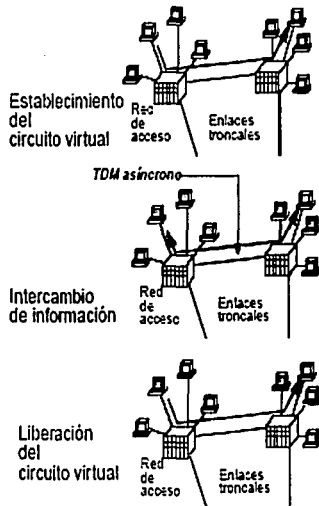 Establecimiento
del
circuito virtual
Red
de
acceso
Enlaces
troncales
TDM asíncrono
Intercambio
de información
Red
de
acceso
Enlaces
troncales
Liberación
del
circuito virtual
Red
de
acceso
Enlaces
troncales